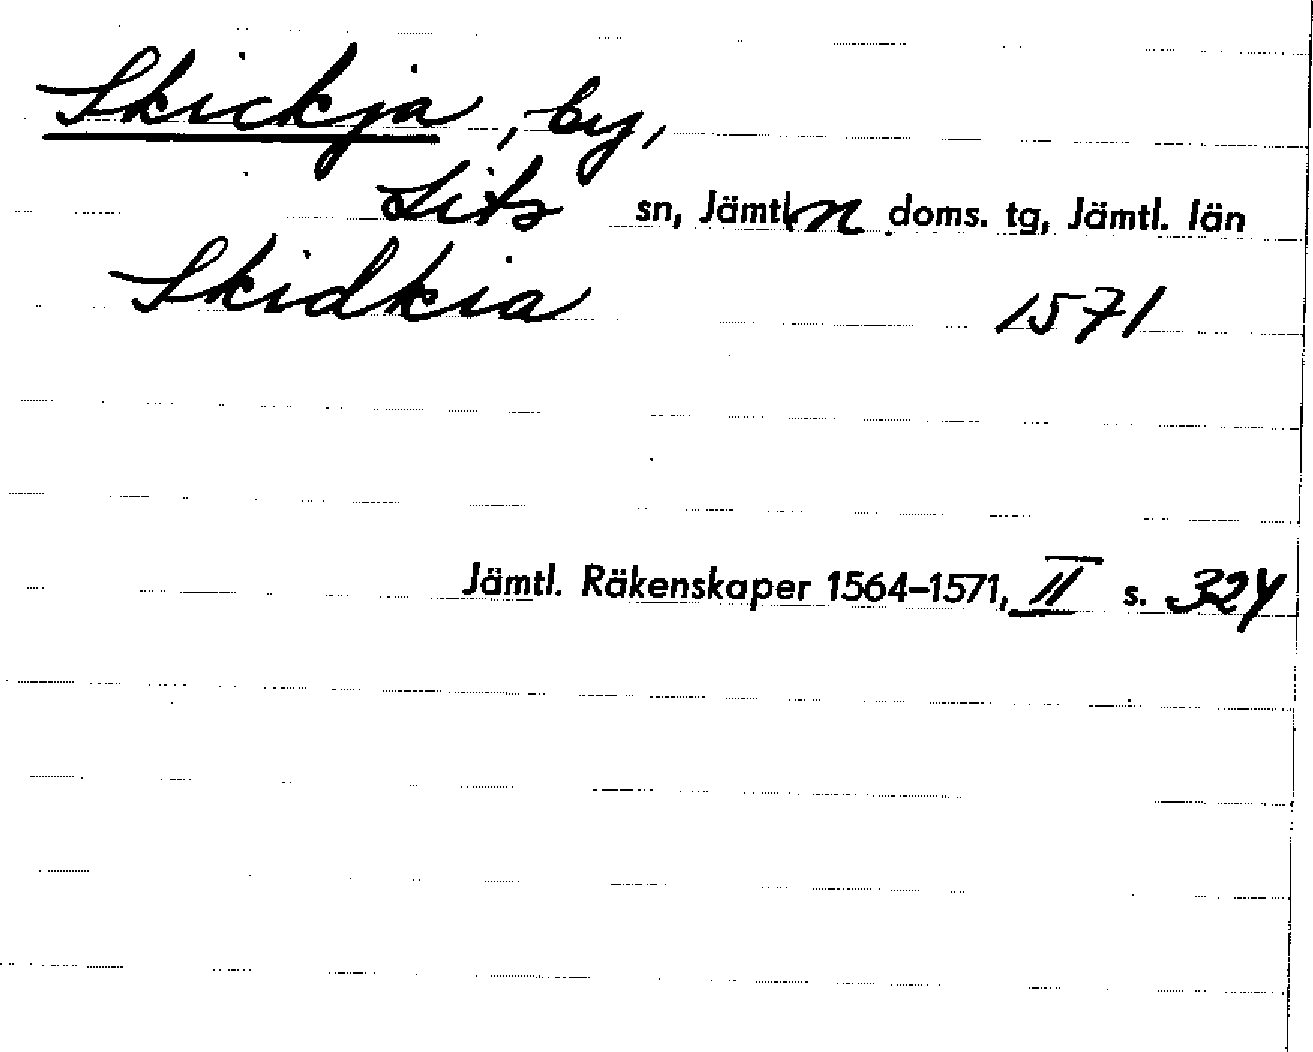 Skickja, by,
Lits sn, Jämtl. n doms. tg, Jämtl. län
Skidkia 1571
Jämtl. Räkenskaper 1564–1571, II s. 324